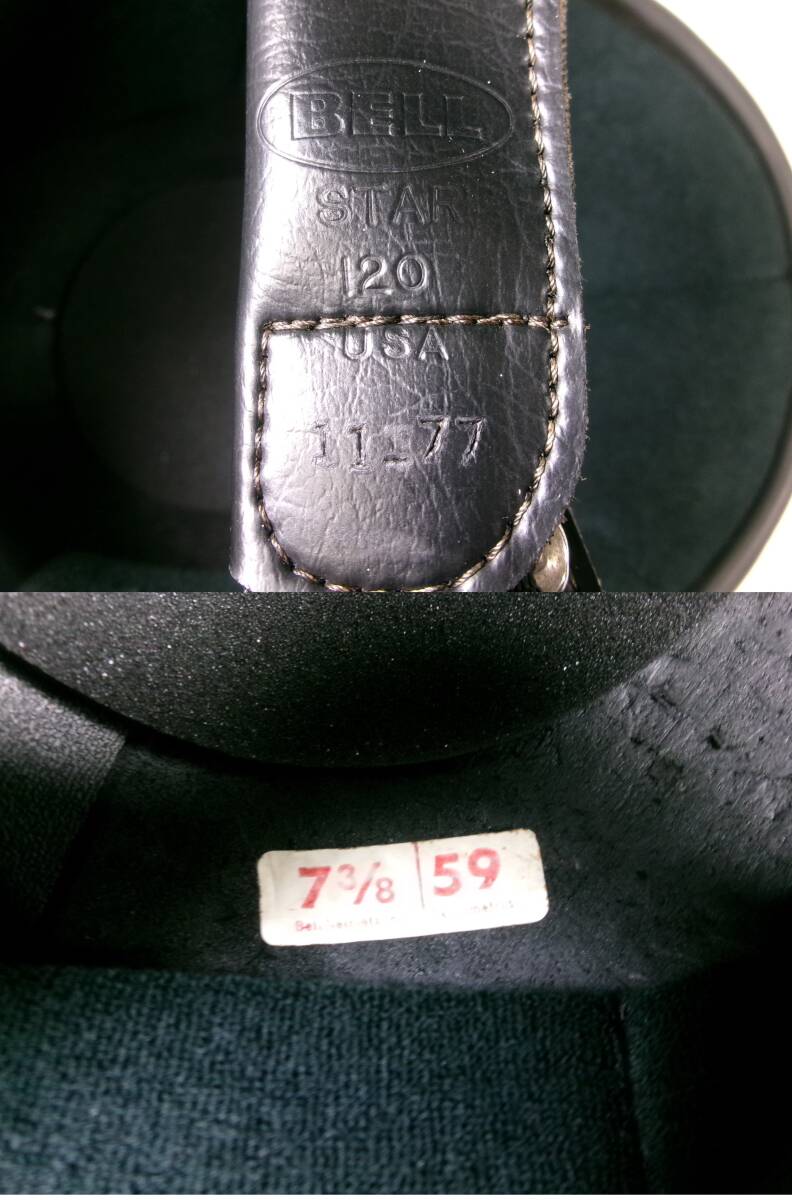 BELL
STAR
120
USA
11-77
7 3/8 | 59